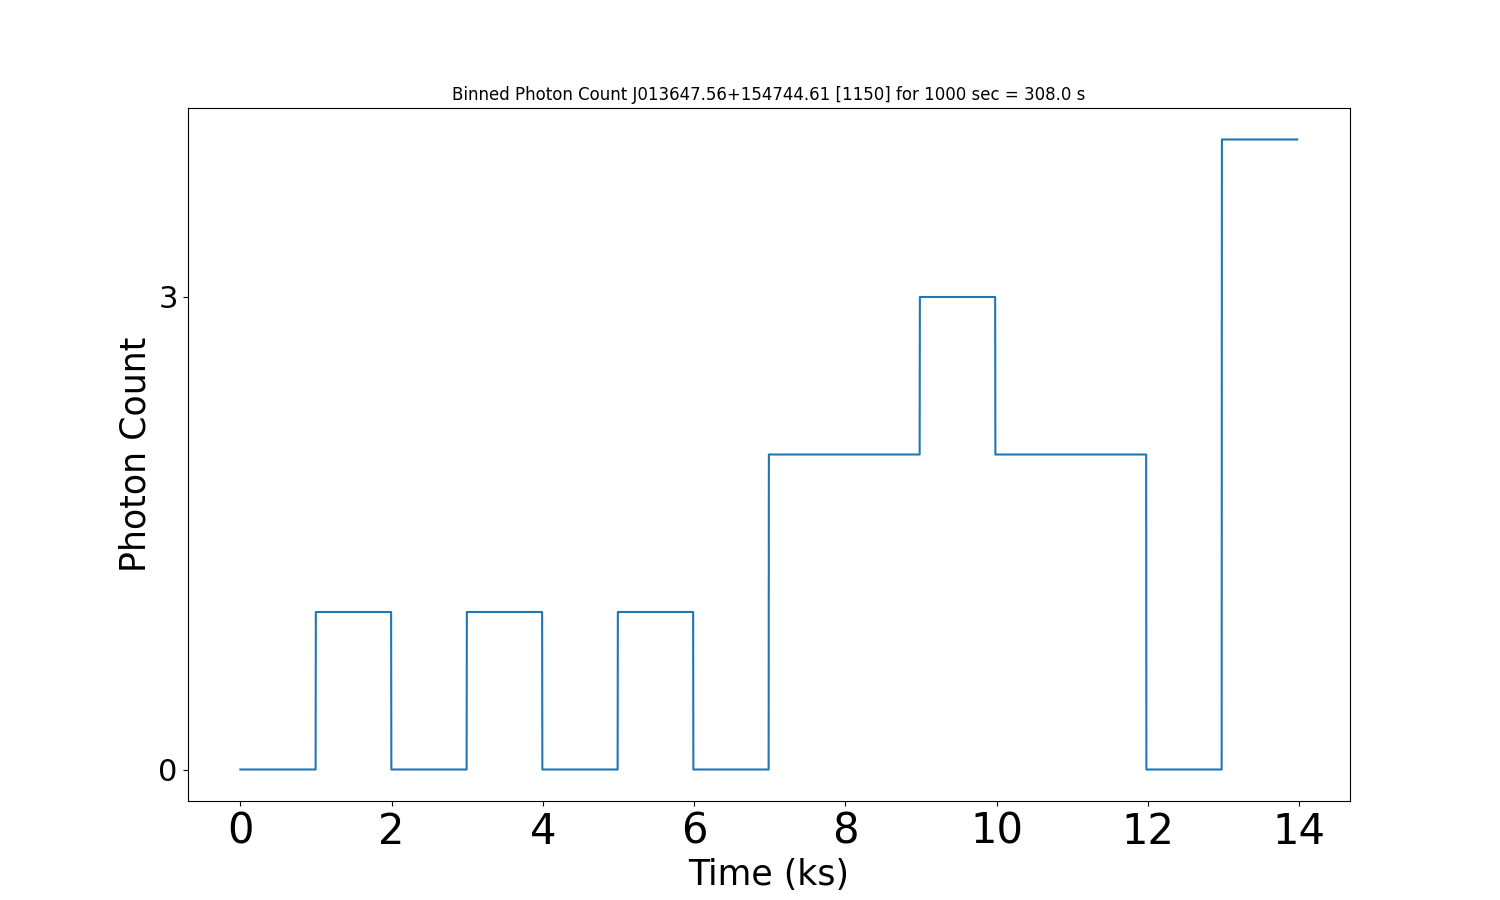 Binned Photon Count J013647.56+154744.61 [1150] for 1000 sec = 308.0 s
Photon Count
3
0
0 2 4 6 8 10 12 14
Time (ks)